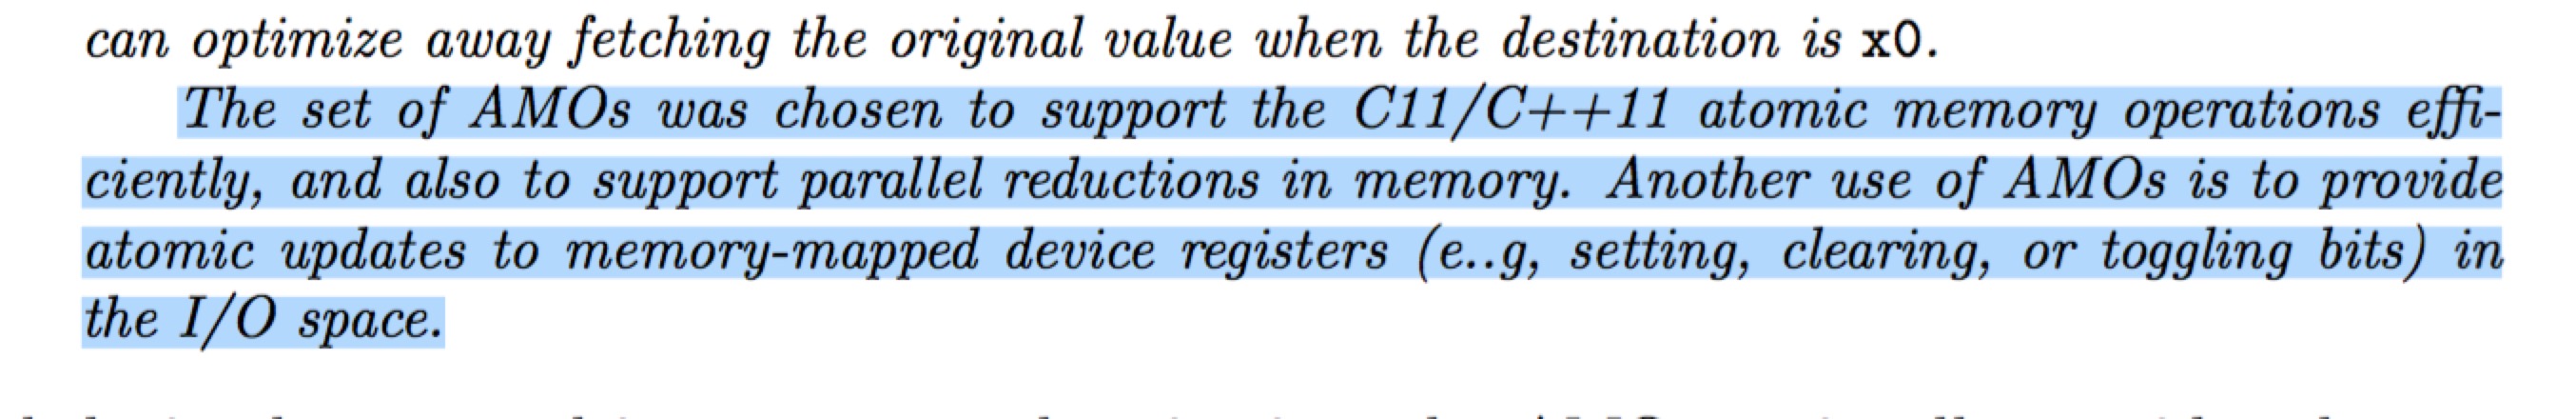 can optimize away fetching the original value when the destination is x0.
The set of AMOs was chosen to support the C11/C++11 atomic memory operations effi-
ciently, and also to support parallel reductions in memory. Another use of AMOs is to provide
atomic updates to memory-mapped device registers (e..g, setting, clearing, or toggling bits) in
the I/O space.